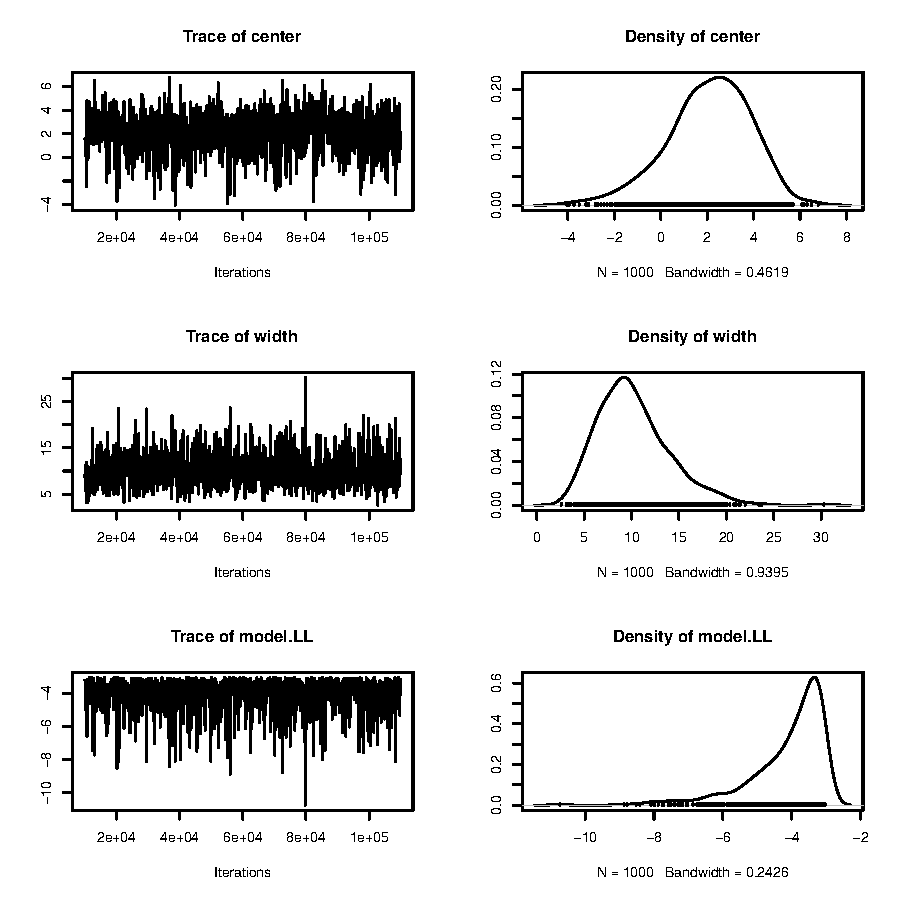 Trace of center
6
4
2
0
−4
2e+04 4e+04 6e+04 8e+04 1e+05
Iterations
Density of center
0.20
0.10
0.00
−4 −2 0 2 4 6 8
N = 1000 Bandwidth = 0.4619
Trace of width
25
15
5
2e+04 4e+04 6e+04 8e+04 1e+05
Iterations
Density of width
0.12
0.08
0.04
0.00
0 5 10 15 20 25 30
N = 1000 Bandwidth = 0.9395
Trace of model.LL
−4
−6
−8
−10
2e+04 4e+04 6e+04 8e+04 1e+05
Iterations
Density of model.LL
0.6
0.4
0.2
0.0
−10 −8 −6 −4 −2
N = 1000 Bandwidth = 0.2426